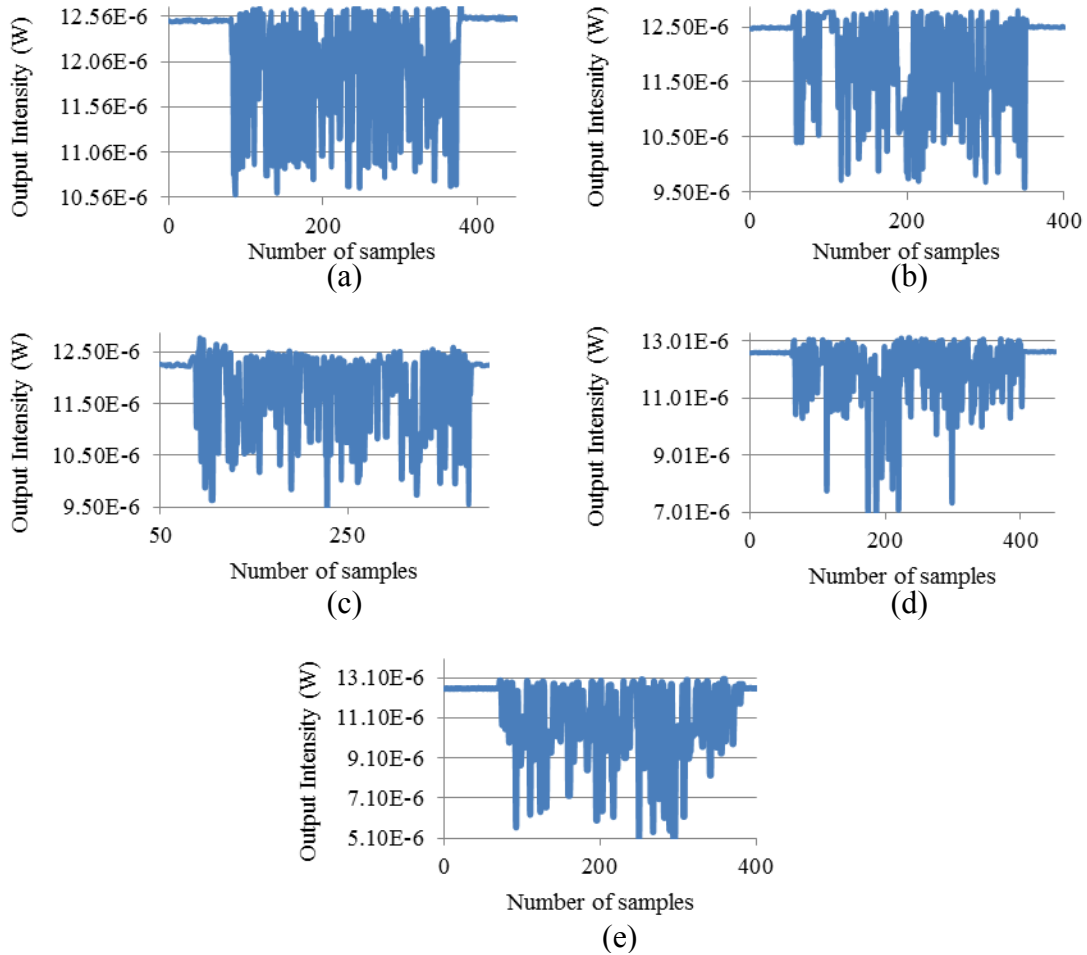 Output Intensity (W)
12.56E-6
12.06E-6
11.56E-6
11.06E-6
10.56E-6
0
200
400
Number of samples
(a)
Output Intesnity (W)
12.50E-6
11.50E-6
10.50E-6
9.50E-6
0
200
400
Number of samples
(b)
Output Intensity (W)
12.50E-6
11.50E-6
10.50E-6
9.50E-6
50
250
Number of samples
(c)
Output Intensity (W)
13.01E-6
11.01E-6
9.01E-6
7.01E-6
0
200
400
Number of samples
(d)
Output Intensity (W)
13.10E-6
11.10E-6
9.10E-6
7.10E-6
5.10E-6
0
200
400
Number of samples
(e)